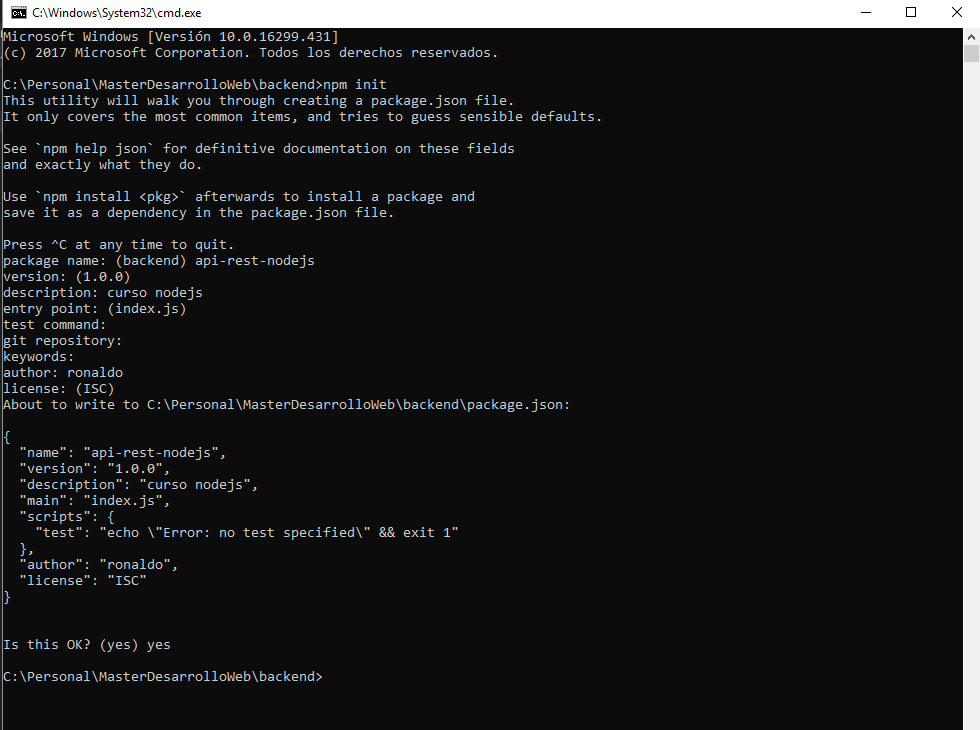 C:\Windows\System32\cmd.exe
Microsoft Windows [Versión 10.0.16299.431]
(c) 2017 Microsoft Corporation. Todos los derechos reservados.
C:\Personal\MasterDesarrolloWeb\backend>npm init
This utility will walk you through creating a package.json file.
It only covers the most common items, and tries to guess sensible defaults.
See `npm help json` for definitive documentation on these fields
and exactly what they do.
Use `npm install <pkg>` afterwards to install a package and
save it as a dependency in the package.json file.
Press ^C at any time to quit.
package name: (backend) api-rest-nodejs
version: (1.0.0)
description: curso nodejs
entry point: (index.js)
test command:
git repository:
keywords:
author: ronaldo
license: (ISC)
About to write to C:\Personal\MasterDesarrolloWeb\backend\package.json:
{
  "name": "api-rest-nodejs",
  "version": "1.0.0",
  "description": "curso nodejs",
  "main": "index.js",
  "scripts": {
    "test": "echo \"Error: no test specified\" && exit 1"
  },
  "author": "ronaldo",
  "license": "ISC"
}
Is this OK? (yes) yes
C:\Personal\MasterDesarrolloWeb\backend>